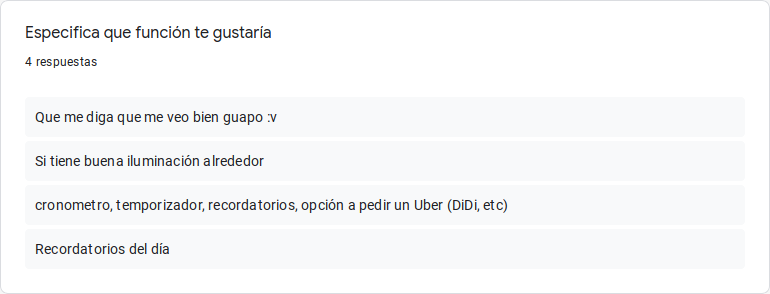 Especifica que función te gustaría
4 respuestas
Que me diga que me veo bien guapo :v
Si tiene buena iluminación alrededor
cronometro, temporizador, recordatorios, opción a pedir un Uber (DiDi, etc)
Recordatorios del día